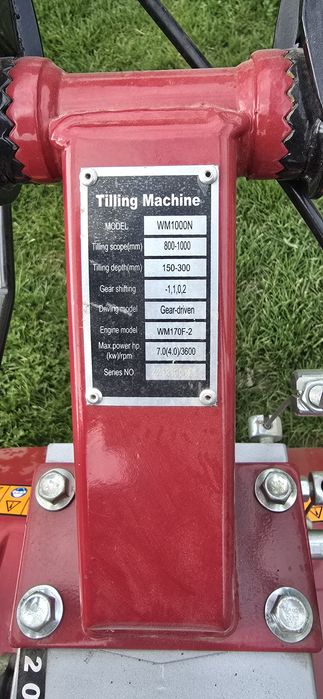 Tilling Machine
MODEL WM1000N
Tilling scope(mm) 800-1000
Tilling depth(mm) 150-300
Gear shifting -1,1,0,2
Driving model Gear-driven
Engine model WM170F-2
Max.power hp (kw)/rpm 7.0(4.0)/3600
Series NO
20